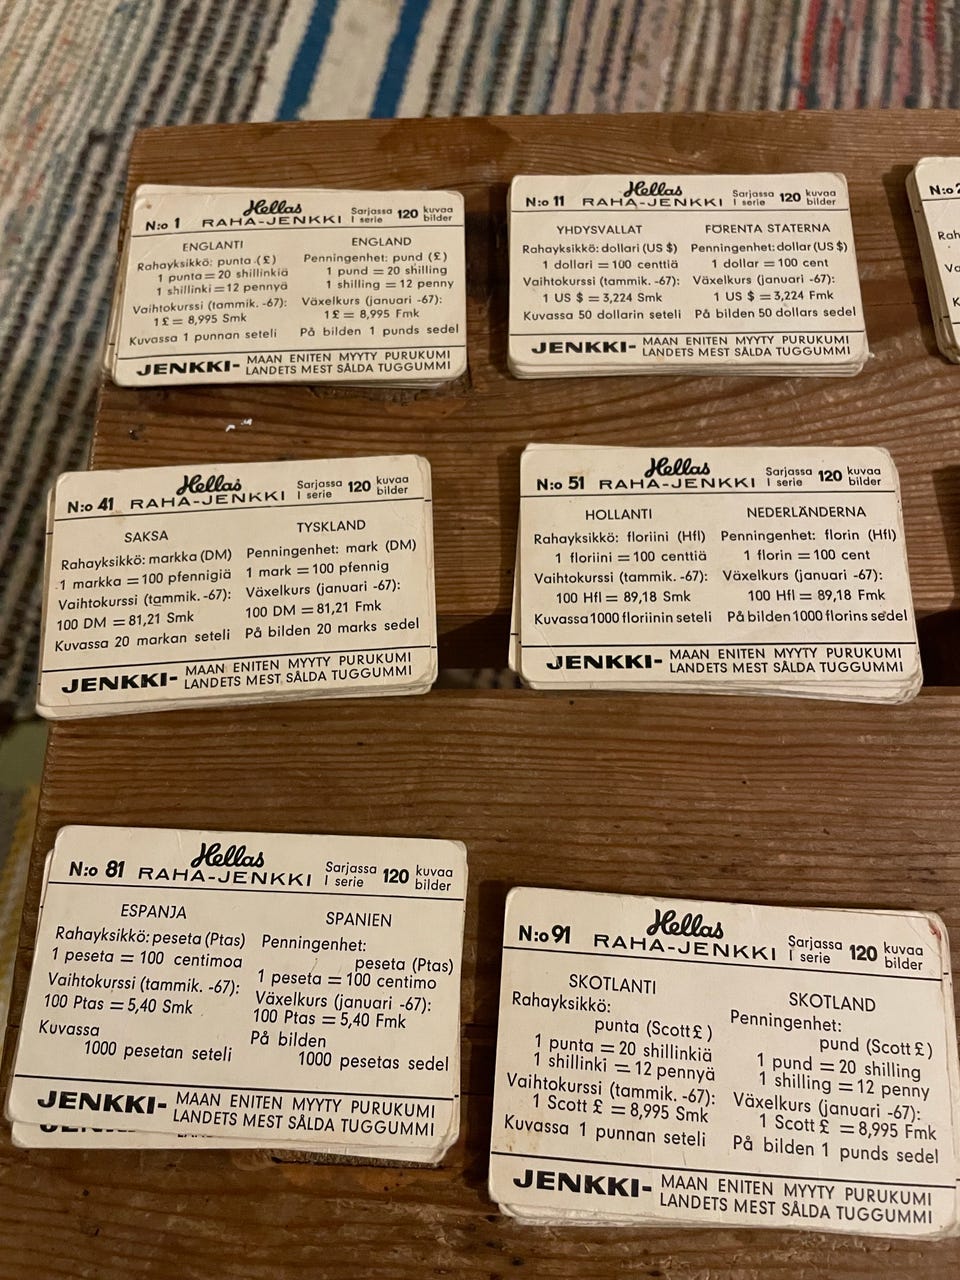 N:o 1 Hellas RAHA-JENKKI Sarjassa I serie 120 kuvaa bilder
ENGLANTI
Rahayksikkö: punta (£)
1 punta = 20 shillinkiä
1 shillinki = 12 pennyä
Vaihtokurssi (tammik. -67):
1 £ = 8,995 Smk
Kuvassa 1 punnan seteli
ENGLAND
Penningenhet: pund (£)
1 pund = 20 shilling
1 shilling = 12 penny
Växelkurs (januari -67):
1 £ = 8,995 Fmk
På bilden 1 punds sedel
JENKKI- MAAN ENITEN MYYTY PURUKUMI
LANDETS MEST SÅLDA TUGGUMMI
N:o 11 Hellas RAHA-JENKKI Sarjassa I serie 120 kuvaa bilder
YHDYSVALLAT
Rahayksikkö: dollari (US $)
1 dollari = 100 centtiä
Vaihtokurssi (tammik. -67):
1 US $ = 3,224 Smk
Kuvassa 50 dollarin seteli
FÖRENTA STATERNA
Penningenhet: dollar (US $)
1 dollar = 100 cent
Växelkurs (januari -67):
1 US $ = 3,224 Fmk
På bilden 50 dollars sedel
JENKKI- MAAN ENITEN MYYTY PURUKUMI
LANDETS MEST SÅLDA TUGGUMMI
N:o 41 Hellas RAHA-JENKKI Sarjassa I serie 120 kuvaa bilder
SAKSA
Rahayksikkö: markka (DM)
1 markka = 100 pfennigiä
Vaihtokurssi (tammik. -67):
100 DM = 81,21 Smk
Kuvassa 20 markan seteli
TYSKLAND
Penningenhet: mark (DM)
1 mark = 100 pfennig
Växelkurs (januari -67):
100 DM = 81,21 Fmk
På bilden 20 marks sedel
JENKKI- MAAN ENITEN MYYTY PURUKUMI
LANDETS MEST SÅLDA TUGGUMMI
N:o 51 Hellas RAHA-JENKKI Sarjassa I serie 120 kuvaa bilder
HOLLANTI
Rahayksikkö: floriini (Hfl)
1 floriini = 100 centtiä
Vaihtokurssi (tammik. -67):
100 Hfl = 89,18 Smk
Kuvassa 1000 floriinin seteli
NEDERLÄNDERNA
Penningenhet: florin (Hfl)
1 florin = 100 cent
Växelkurs (januari -67):
100 Hfl = 89,18 Fmk
På bilden 1000 florins sedel
JENKKI- MAAN ENITEN MYYTY PURUKUMI
LANDETS MEST SÅLDA TUGGUMMI
N:o 81 Hellas RAHA-JENKKI Sarjassa I serie 120 kuvaa bilder
ESPANJA
Rahayksikkö: peseta (Ptas)
1 peseta = 100 centimoa
Vaihtokurssi (tammik. -67):
100 Ptas = 5,40 Smk
Kuvassa
1000 pesetan seteli
SPANIEN
Penningenhet:
peseta (Ptas)
1 peseta = 100 centimo
Växelkurs (januari -67):
100 Ptas = 5,40 Fmk
På bilden
1000 pesetas sedel
JENKKI- MAAN ENITEN MYYTY PURUKUMI
LANDETS MEST SÅLDA TUGGUMMI
N:o 91 Hellas RAHA-JENKKI Sarjassa I serie 120 kuvaa bilder
SKOTLANTI
Rahayksikkö:
punta (Scott £)
1 punta = 20 shillinkiä
1 shillinki = 12 pennyä
Vaihtokurssi (tammik. -67):
1 Scott £ = 8,995 Smk
Kuvassa 1 punnan seteli
SKOTLAND
Penningenhet:
pund (Scott £)
1 pund = 20 shilling
1 shilling = 12 penny
Växelkurs (januari -67):
1 Scott £ = 8,995 Fmk
På bilden 1 punds sedel
JENKKI- MAAN ENITEN MYYTY PURUKUMI
LANDETS MEST SÅLDA TUGGUMMI